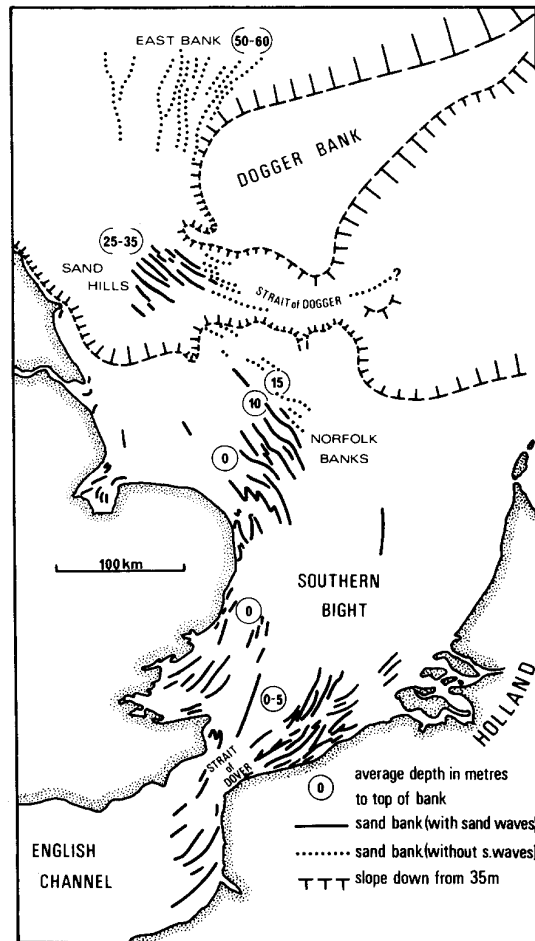 EAST BANK (50-60)
DOGGER BANK
(25-35)
SAND
HILLS
STRAIT of DOGGER
?
15
10
NORFOLK
BANKS
0
100 km
SOUTHERN
BIGHT
0
0-5
HOLLAND
STRAIT
of
DOVER
0 average depth in metres
to top of bank
sand bank (with sand waves)
sand bank (without s.waves)
slope down from 35m
ENGLISH
CHANNEL